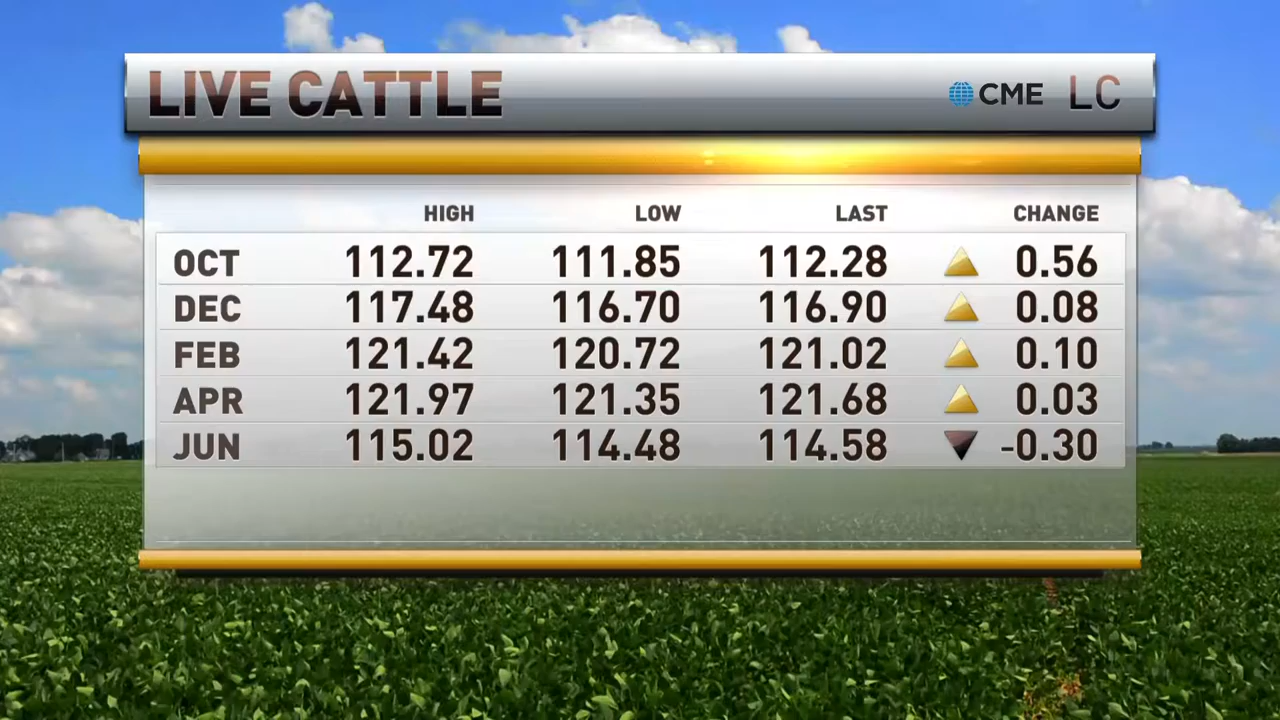 LIVE CATTLE CME LC
HIGH LOW LAST CHANGE
OCT 112.72 111.85 112.28 0.56
DEC 117.48 116.70 116.90 0.08
FEB 121.42 120.72 121.02 0.10
APR 121.97 121.35 121.68 0.03
JUN 115.02 114.48 114.58 -0.30